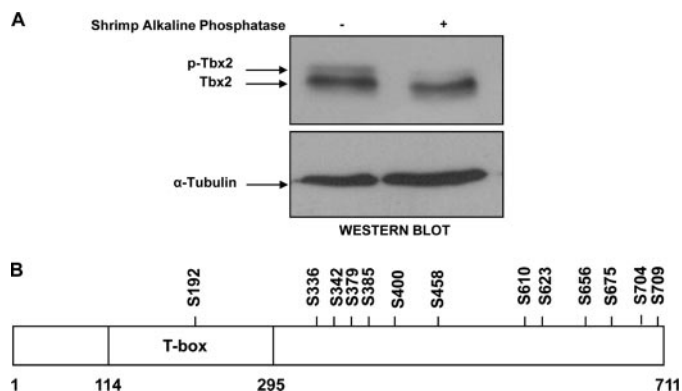 A
Shrimp Alkaline Phosphatase - +
p-Tbx2
Tbx2
α-Tubulin
WESTERN BLOT
B
S192 S336 S342 S379 S385 S400 S458 S610 S623 S656 S675 S704 S709
T-box
1 114 295 711